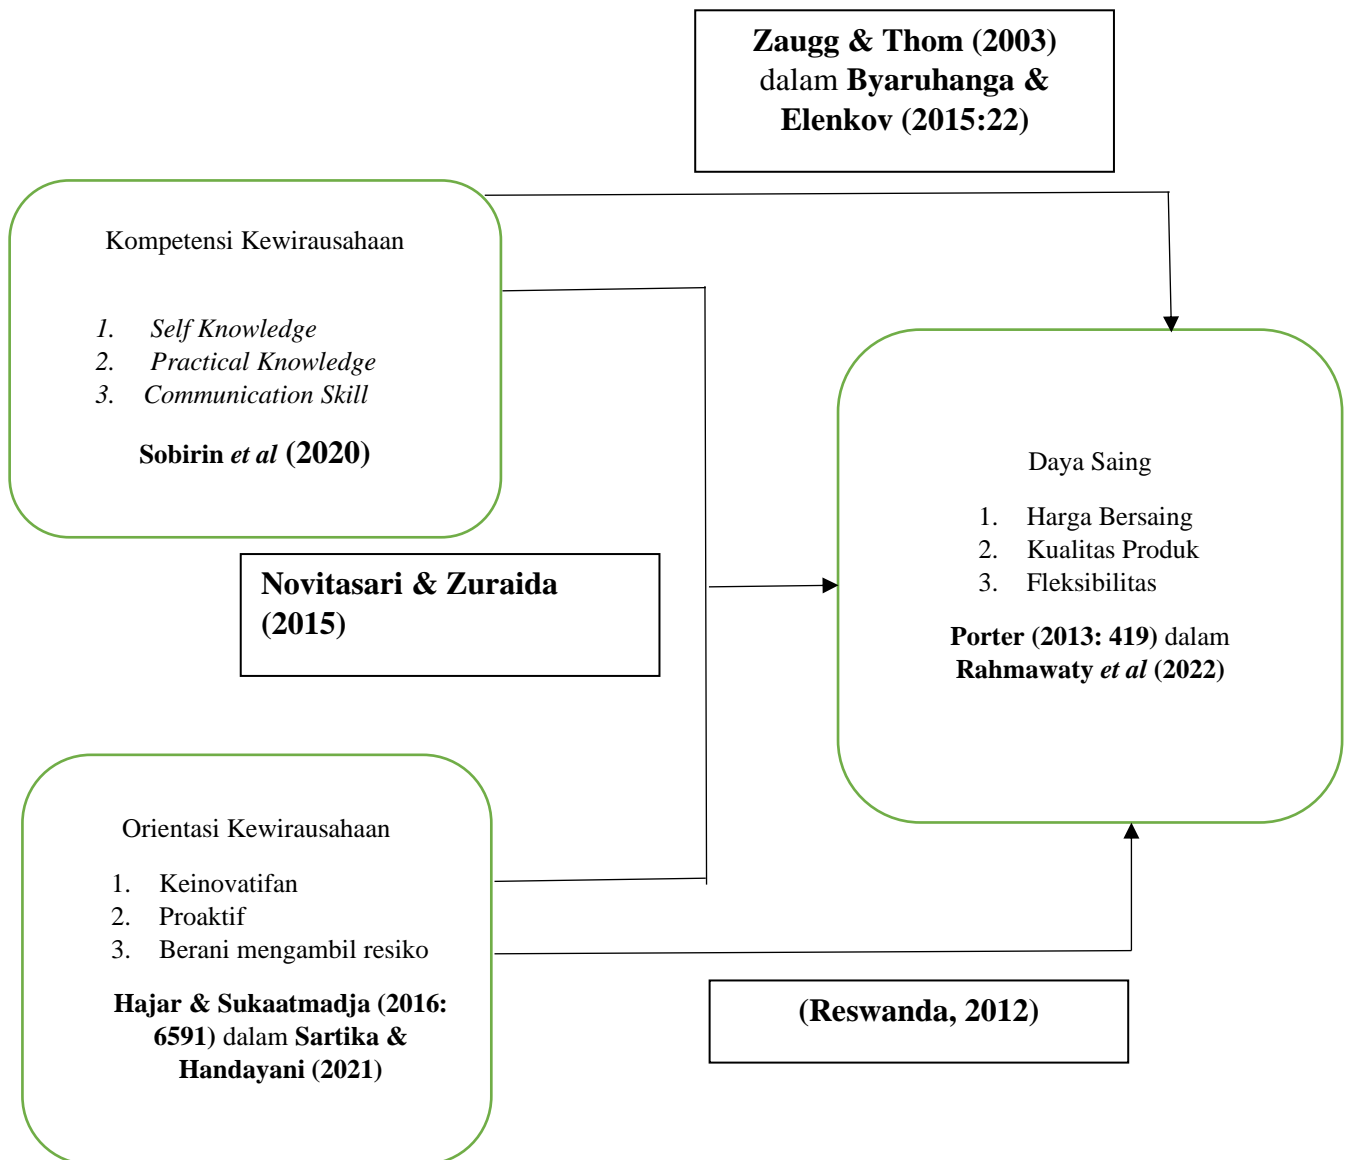 Zaugg & Thom (2003)
dalam Byaruhanga &
Elenkov (2015:22)
Kompetensi Kewirausahaan
1. Self Knowledge
2. Practical Knowledge
3. Communication Skill
Sobirin et al (2020)
Novitasari & Zuraida
(2015)
Daya Saing
1. Harga Bersaing
2. Kualitas Produk
3. Fleksibilitas
Porter (2013: 419) dalam
Rahmawaty et al (2022)
Orientasi Kewirausahaan
1. Keinovatifan
2. Proaktif
3. Berani mengambil resiko
Hajar & Sukaatmadja (2016:
6591) dalam Sartika &
Handayani (2021)
(Reswanda, 2012)